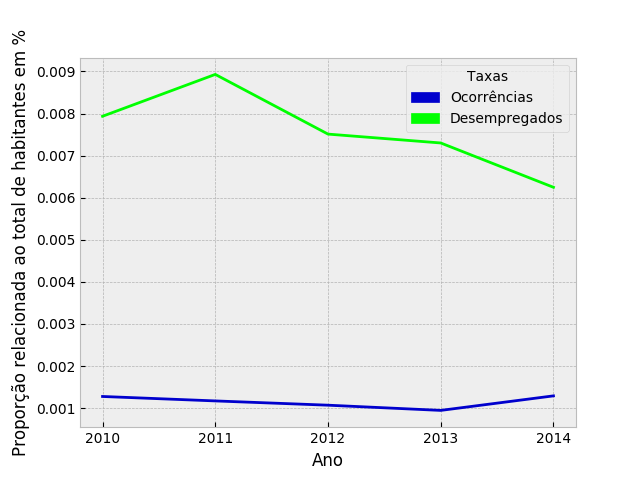 Proporção relacionada ao total de habitantes em %
0.009
0.008
0.007
0.006
0.005
0.004
0.003
0.002
0.001
Taxas
Ocorrências
Desempregados
2010
2011
2012
2013
2014
Ano